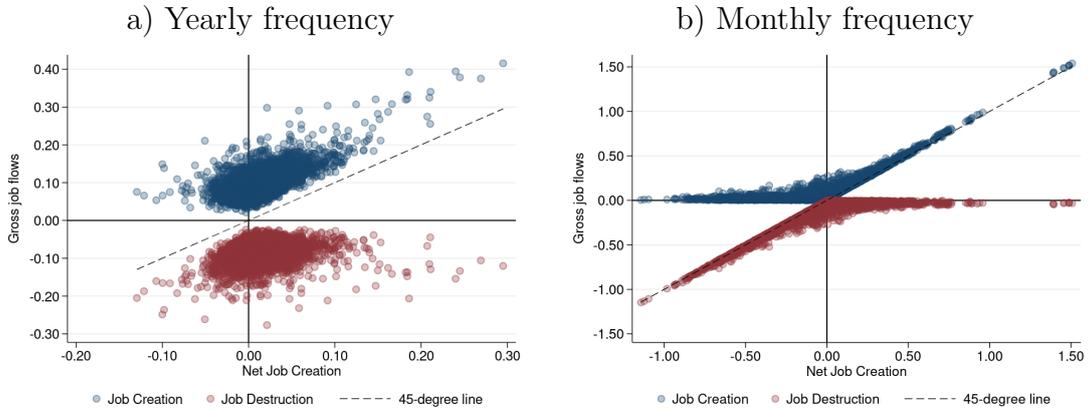 a) Yearly frequency
Gross job flows
0.40
0.30
0.20
0.10
0.00
-0.10
-0.20
-0.30
-0.20 -0.10 0.00 0.10 0.20 0.30
Net Job Creation
Job Creation Job Destruction 45-degree line
b) Monthly frequency
Gross job flows
1.50
1.00
0.50
0.00
-0.50
-1.00
-1.50
-1.00 -0.50 0.00 0.50 1.00 1.50
Net Job Creation
Job Creation Job Destruction 45-degree line